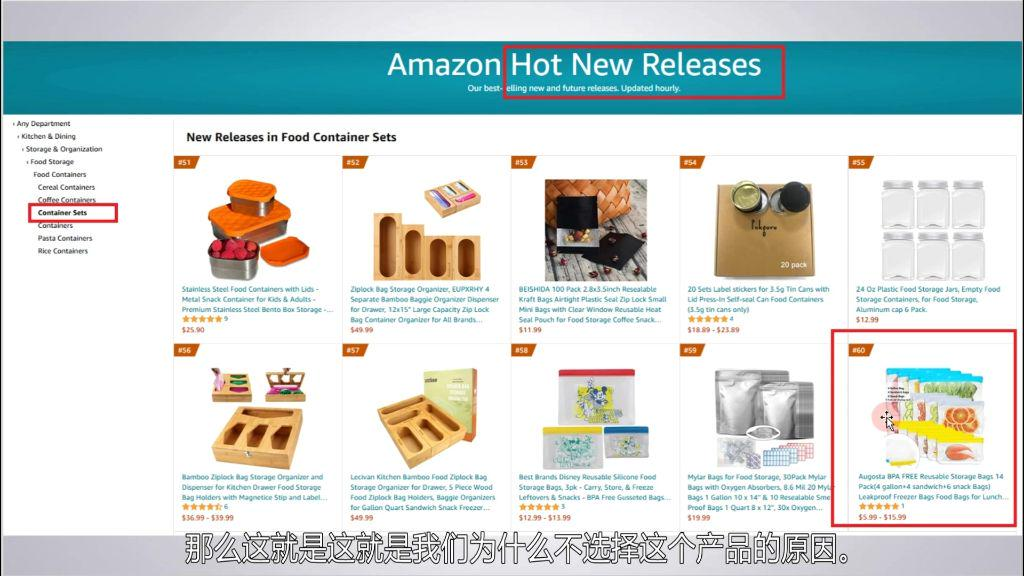 Amazon Hot New Releases
Our best-selling new and future releases. Updated hourly.
‹ Any Department
‹ Kitchen & Dining
‹ Storage & Organization
‹ Food Storage
Food Containers
Cereal Containers
Coffee Containers
Container Sets
Containers
Pasta Containers
Rice Containers
New Releases in Food Container Sets
#51
Stainless Steel Food Containers with Lids -
Metal Snack Container for Kids & Adults -
Premium Stainless Steel Bento Box Storage -...
9
$25.90
#52
Ziplock Bag Storage Organizer, EUPXRHY 4
Separate Bamboo Baggie Organizer Dispenser
for Drawer, 12x15" Large Capacity Zip Lock
Bag Container Organizer for All Brands...
$49.99
#53
BEISHIDA 100 Pack 2.8x3.5inch Resealable
Kraft Bags Airtight Plastic Seal Zip Lock Small
Mini Bags with Clear Window Reusable Heat
Seal Pouch for Food Storage Coffee Snack...
$11.99
#54
20 pack
20 Sets Label stickers for 3.5g Tin Cans with
Lid Press-In Self-seal Can Food Containers
(3.5g tin cans only)
4
$18.89 - $23.89
#55
24 Oz Plastic Food Storage Jars, Empty Food
Storage Containers, for Food Storage,
Aluminum cap 6 Pack.
$12.99
#56
Bamboo Ziplock Bag Storage Organizer and
Dispenser for Kitchen Drawer Food Storage
Bag Holders with Magnetice Stip and Label...
6
$36.99 - $39.99
#57
Lecivan Kitchen Bamboo Food Ziplock Bag
Storage Organizer for Drawer, 5 Piece Wood
Food Ziplock Bag Holders, Baggie Organizers
for Gallon Quart Sandwich Snack Freezer...
$49.99
#58
Best Brands Disney Reusable Silicone Food
Storage Bags, 3pk - Carry, Store, & Freeze
Leftovers & Snacks - BPA Free Gusseted Bags...
3
$12.99 - $13.99
#59
Mylar Bags for Food Storage, 30Pack Mylar
Bags with Oxygen Absorbers, 8.6 Mil 20 Mylar
Bags 1 Gallon 10 x 14" & 10 Resealable Smell
Proof Bags 1 Quart 8 x 12", 30x Oxygen...
$19.99
#60
Augosta BPA FREE Reusable Storage Bags 14
Pack(4 gallon+4 sandwich+6 snack Bags)
Leakproof Freezer Bags Food Bags for Lunch...
1
$5.99 - $15.99
那么这就是这就是我们为什么不选择这个产品的原因。